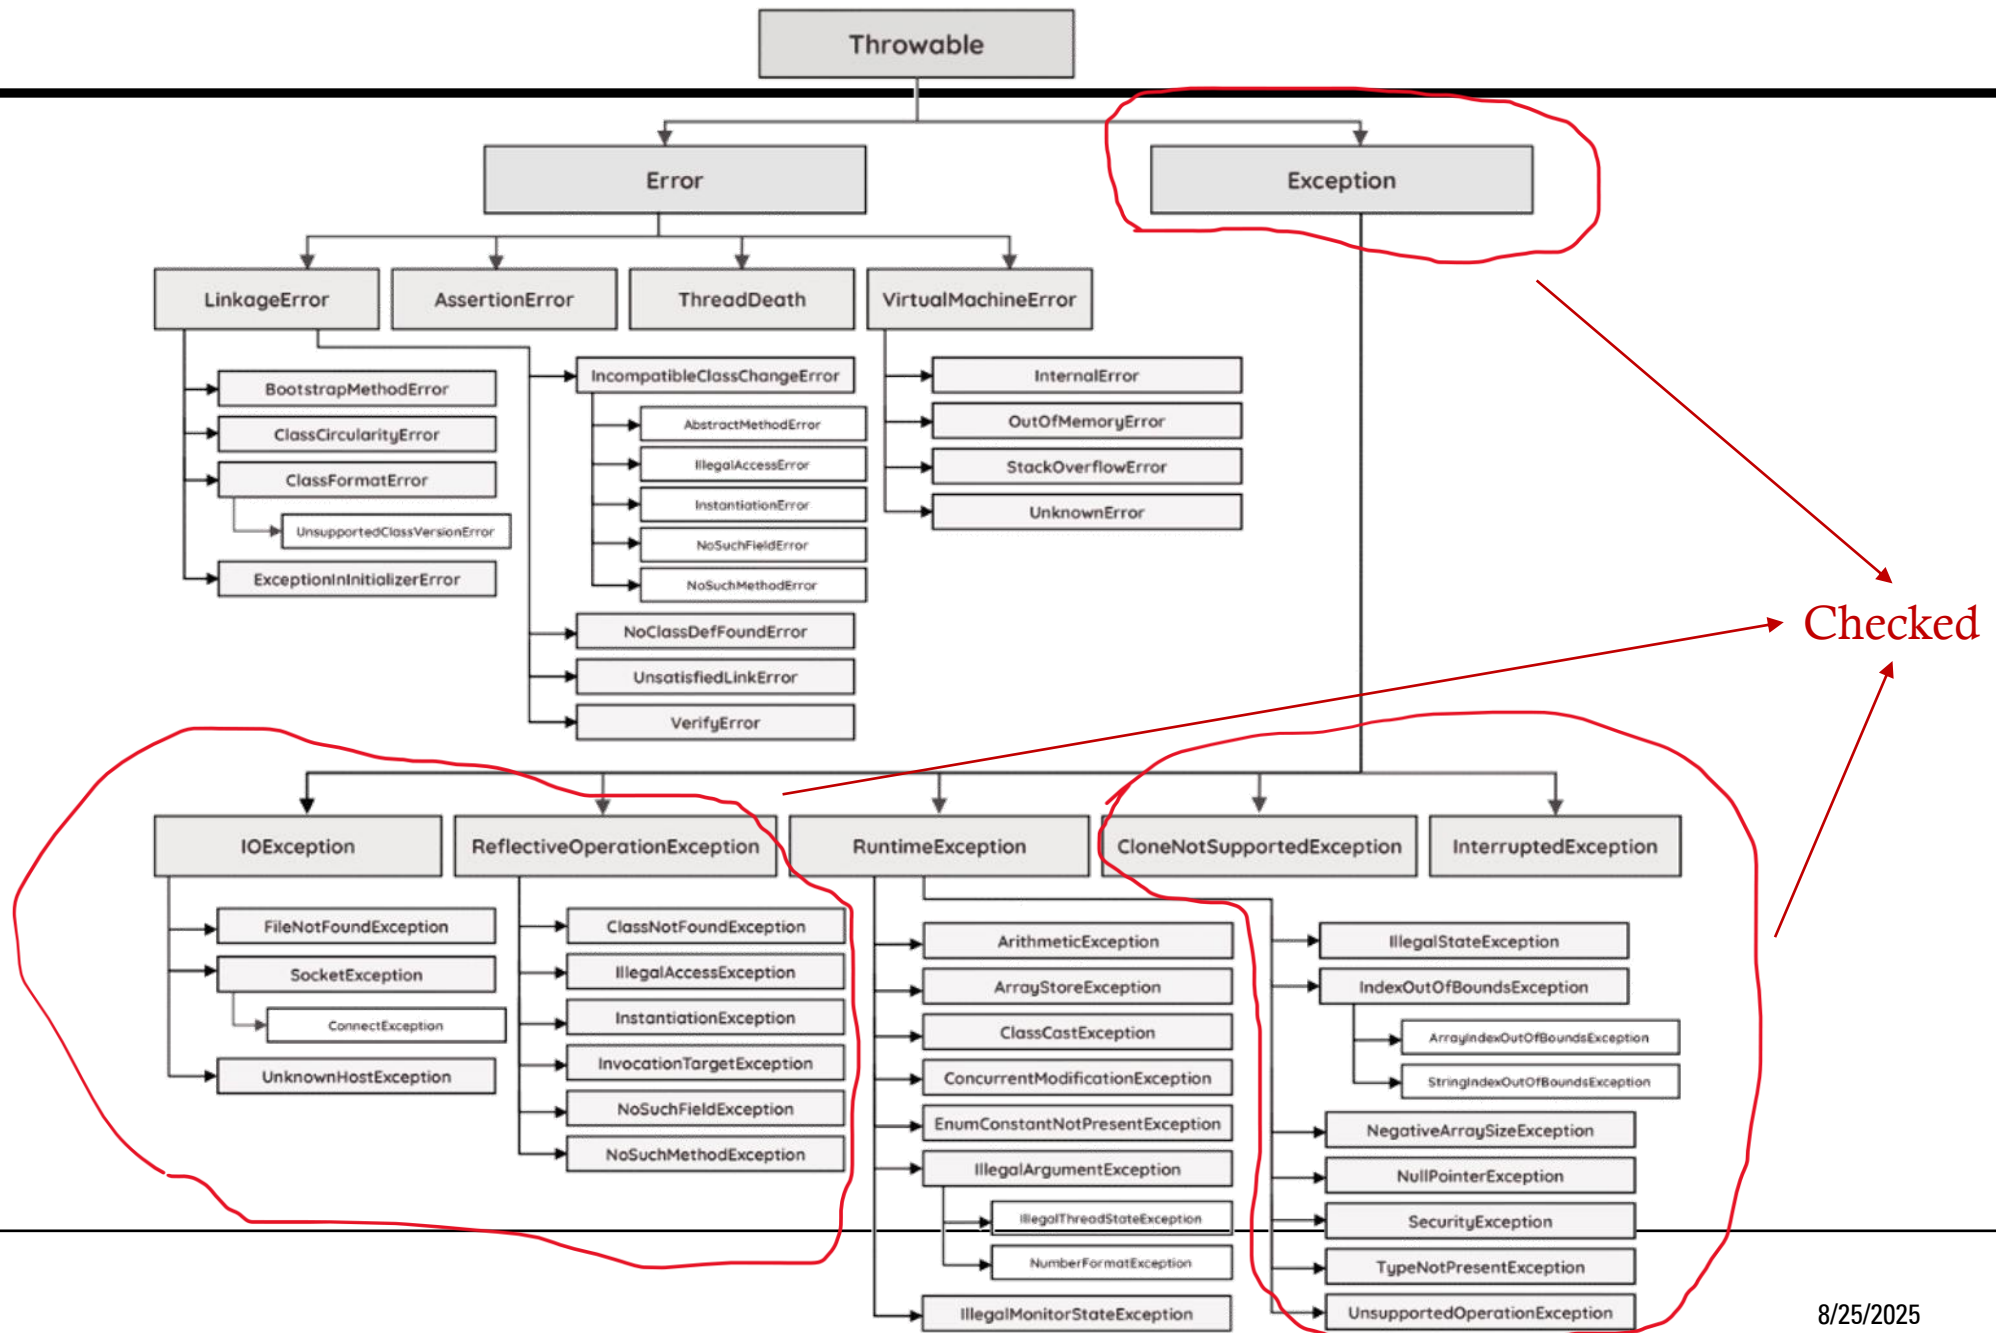 Throwable
Error
Exception
LinkageError
AssertionError
ThreadDeath
VirtualMachineError
BootstrapMethodError
ClassCircularityError
ClassFormatError
UnsupportedClassVersionError
ExceptionInInitializerError
IncompatibleClassChangeError
AbstractMethodError
IllegalAccessError
InstantiationError
NoSuchFieldError
NoSuchMethodError
NoClassDefFoundError
UnsatisfiedLinkError
VerifyError
InternalError
OutOfMemoryError
StackOverflowError
UnknownError
Checked
IOException
ReflectiveOperationException
RuntimeException
CloneNotSupportedException
InterruptedException
FileNotFoundException
SocketException
ConnectException
UnknownHostException
ClassNotFoundException
IllegalAccessException
InstantiationException
InvocationTargetException
NoSuchFieldException
NoSuchMethodException
ArithmeticException
ArrayStoreException
ClassCastException
ConcurrentModificationException
EnumConstantNotPresentException
IllegalArgumentException
IllegalThreadStateException
NumberFormatException
IllegalMonitorStateException
IllegalStateException
IndexOutOfBoundsException
ArrayIndexOutOfBoundsException
StringIndexOutOfBoundsException
NegativeArraySizeException
NullPointerException
SecurityException
TypeNotPresentException
UnsupportedOperationException
8/25/2025